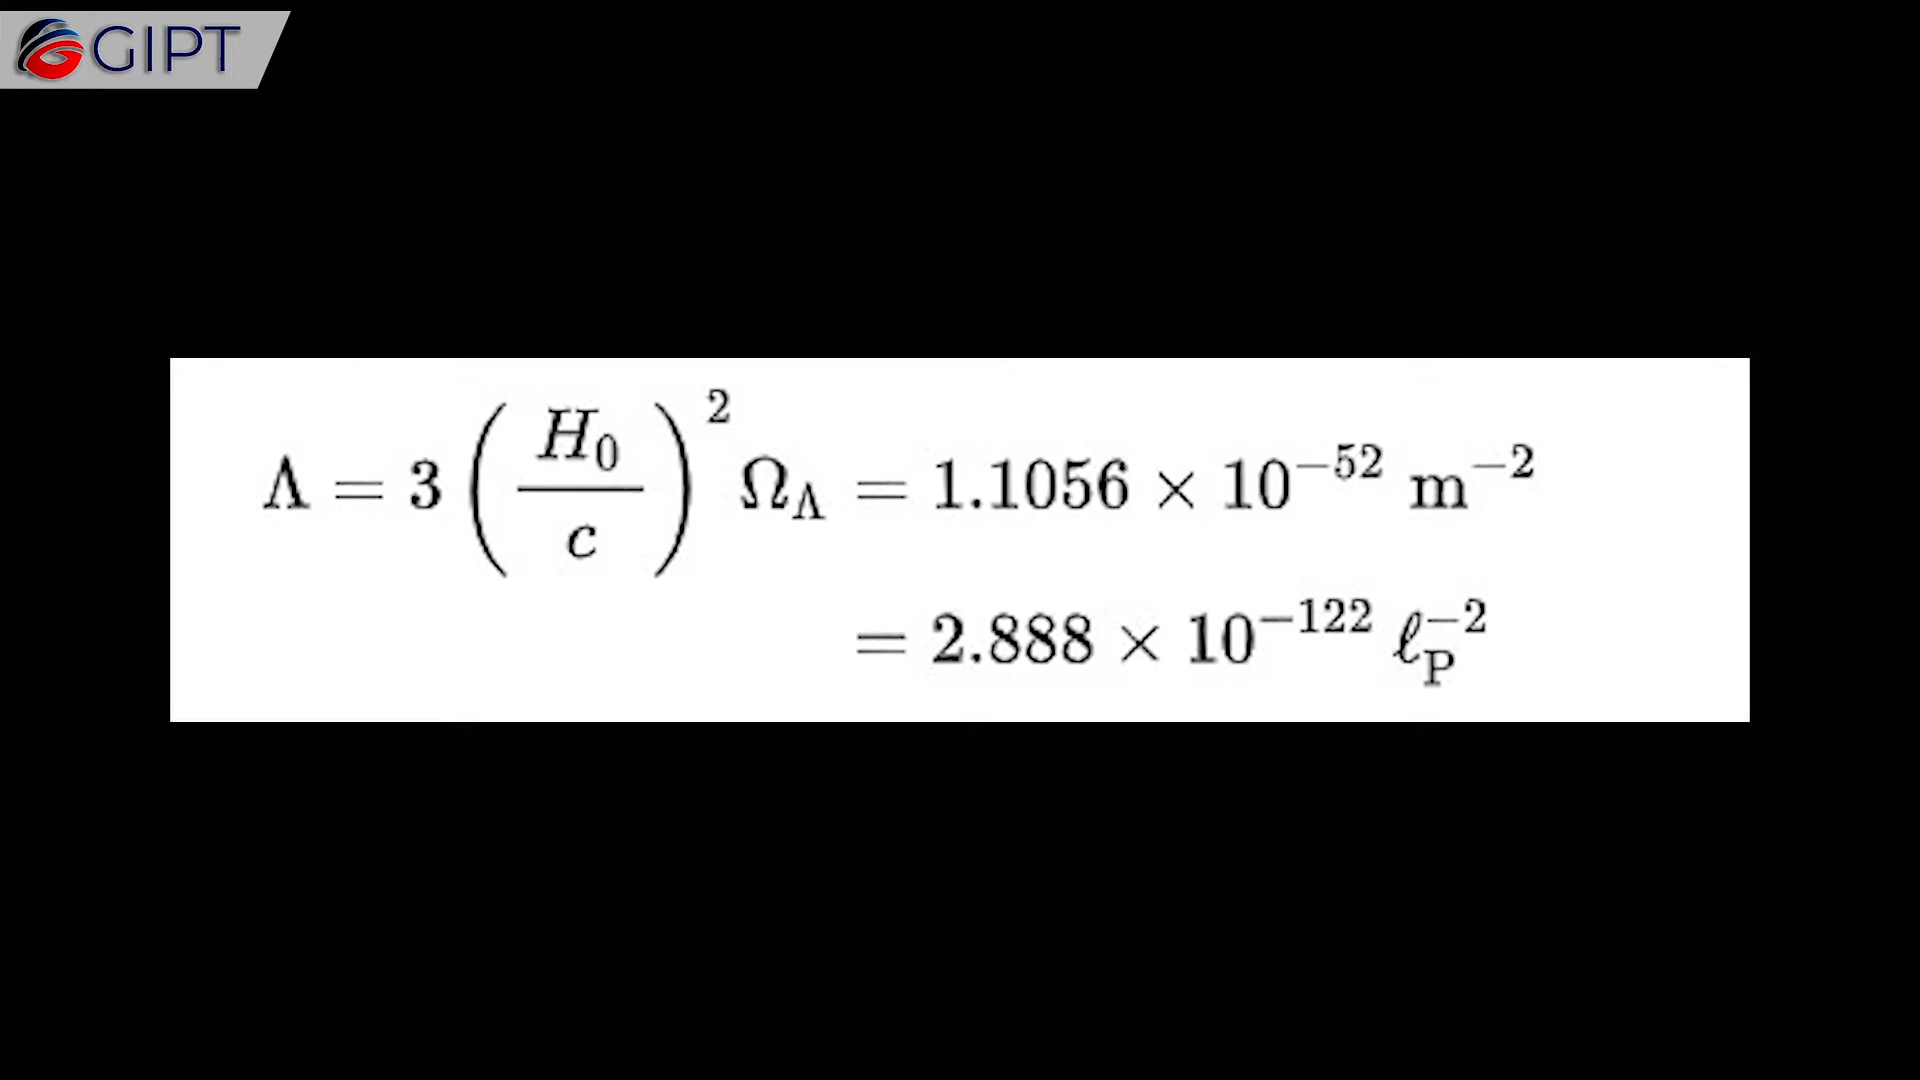 GIPT
Λ = 3 (H₀ / c)² Ω_Λ = 1.1056 × 10⁻⁵² m⁻²
= 2.888 × 10⁻¹²² ℓ_P⁻²